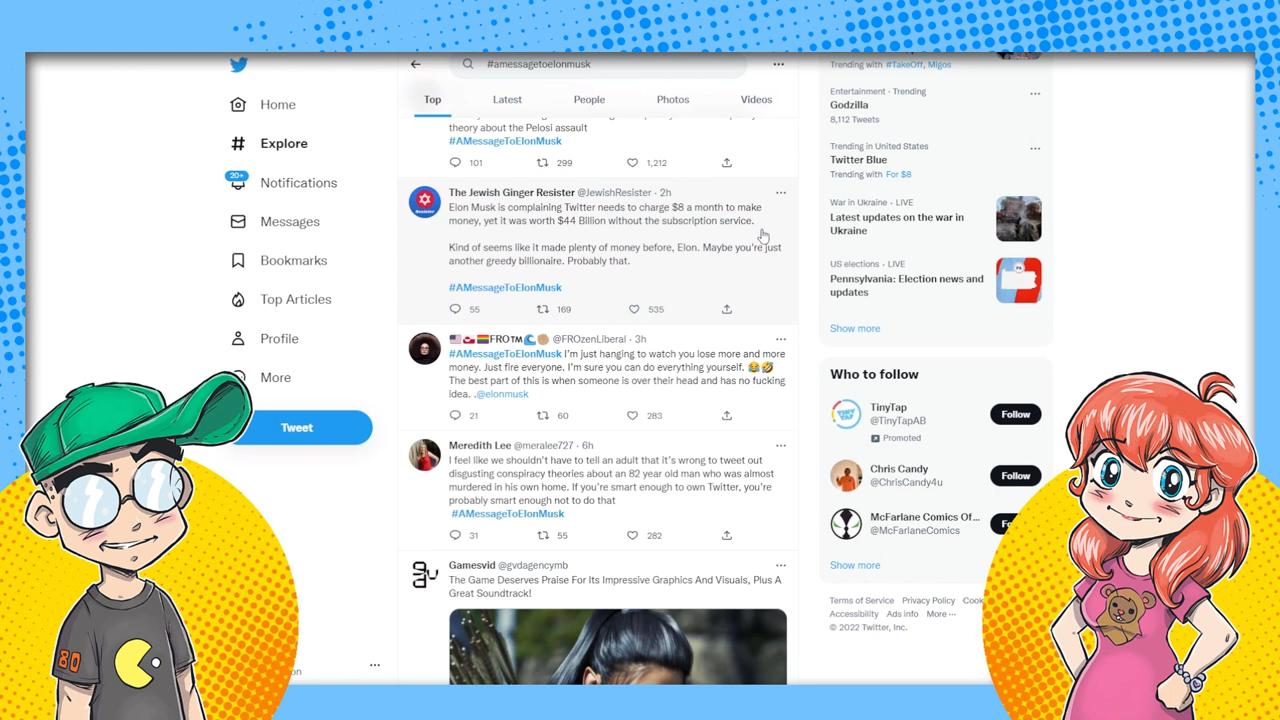 Home
Explore
20+
Notifications
Messages
Bookmarks
Top Articles
Profile
More
Tweet
#amessagetoelonmusk
Top
Latest
People
Photos
Videos
theory about the Pelosi assault
#AMessageToElonMusk
101
299
1,212
The Jewish Ginger Resister @JewishResister · 2h
Elon Musk is complaining Twitter needs to charge $8 a month to make
money, yet it was worth $44 BIllion without the subscription service.
Kind of seems like it made plenty of money before, Elon. Maybe you're just
another greedy billionaire. Probably that.
#AMessageToElonMusk
55
169
535
FRO™ @FROzenLiberal · 3h
#AMessageToElonMusk I'm just hanging to watch you lose more and more
money. Just fire everyone. I'm sure you can do everything yourself. 😂🤣
The best part of this is when someone is over their head and has no fucking
idea. .@elonmusk
21
60
283
Meredith Lee @meralee727 · 6h
I feel like we shouldn't have to tell an adult that it's wrong to tweet out
disgusting conspiracy theories about an 82 year old man who was almost
murdered in his own home. If you're smart enough to own Twitter, you're
probably smart enough not to do that
#AMessageToElonMusk
31
55
282
Gamesvid @gvdagencymb
The Game Deserves Praise For Its Impressive Graphics And Visuals, Plus A
Great Soundtrack!
Trending with #TakeOff, Migos
Entertainment · Trending
Godzilla
8,112 Tweets
Trending in United States
Twitter Blue
Trending with For $8
War in Ukraine · LIVE
Latest updates on the war in
Ukraine
US elections · LIVE
Pennsylvania: Election news and
updates
Show more
Who to follow
TinyTap
@TinyTapAB
Promoted
Follow
Chris Candy
@ChrisCandy4u
Follow
McFarlane Comics Of...
@McFarlaneComics
Fo
Show more
Terms of Service Privacy Policy Cook
Accessibility Ads info More ···
© 2022 Twitter, Inc.
80
on